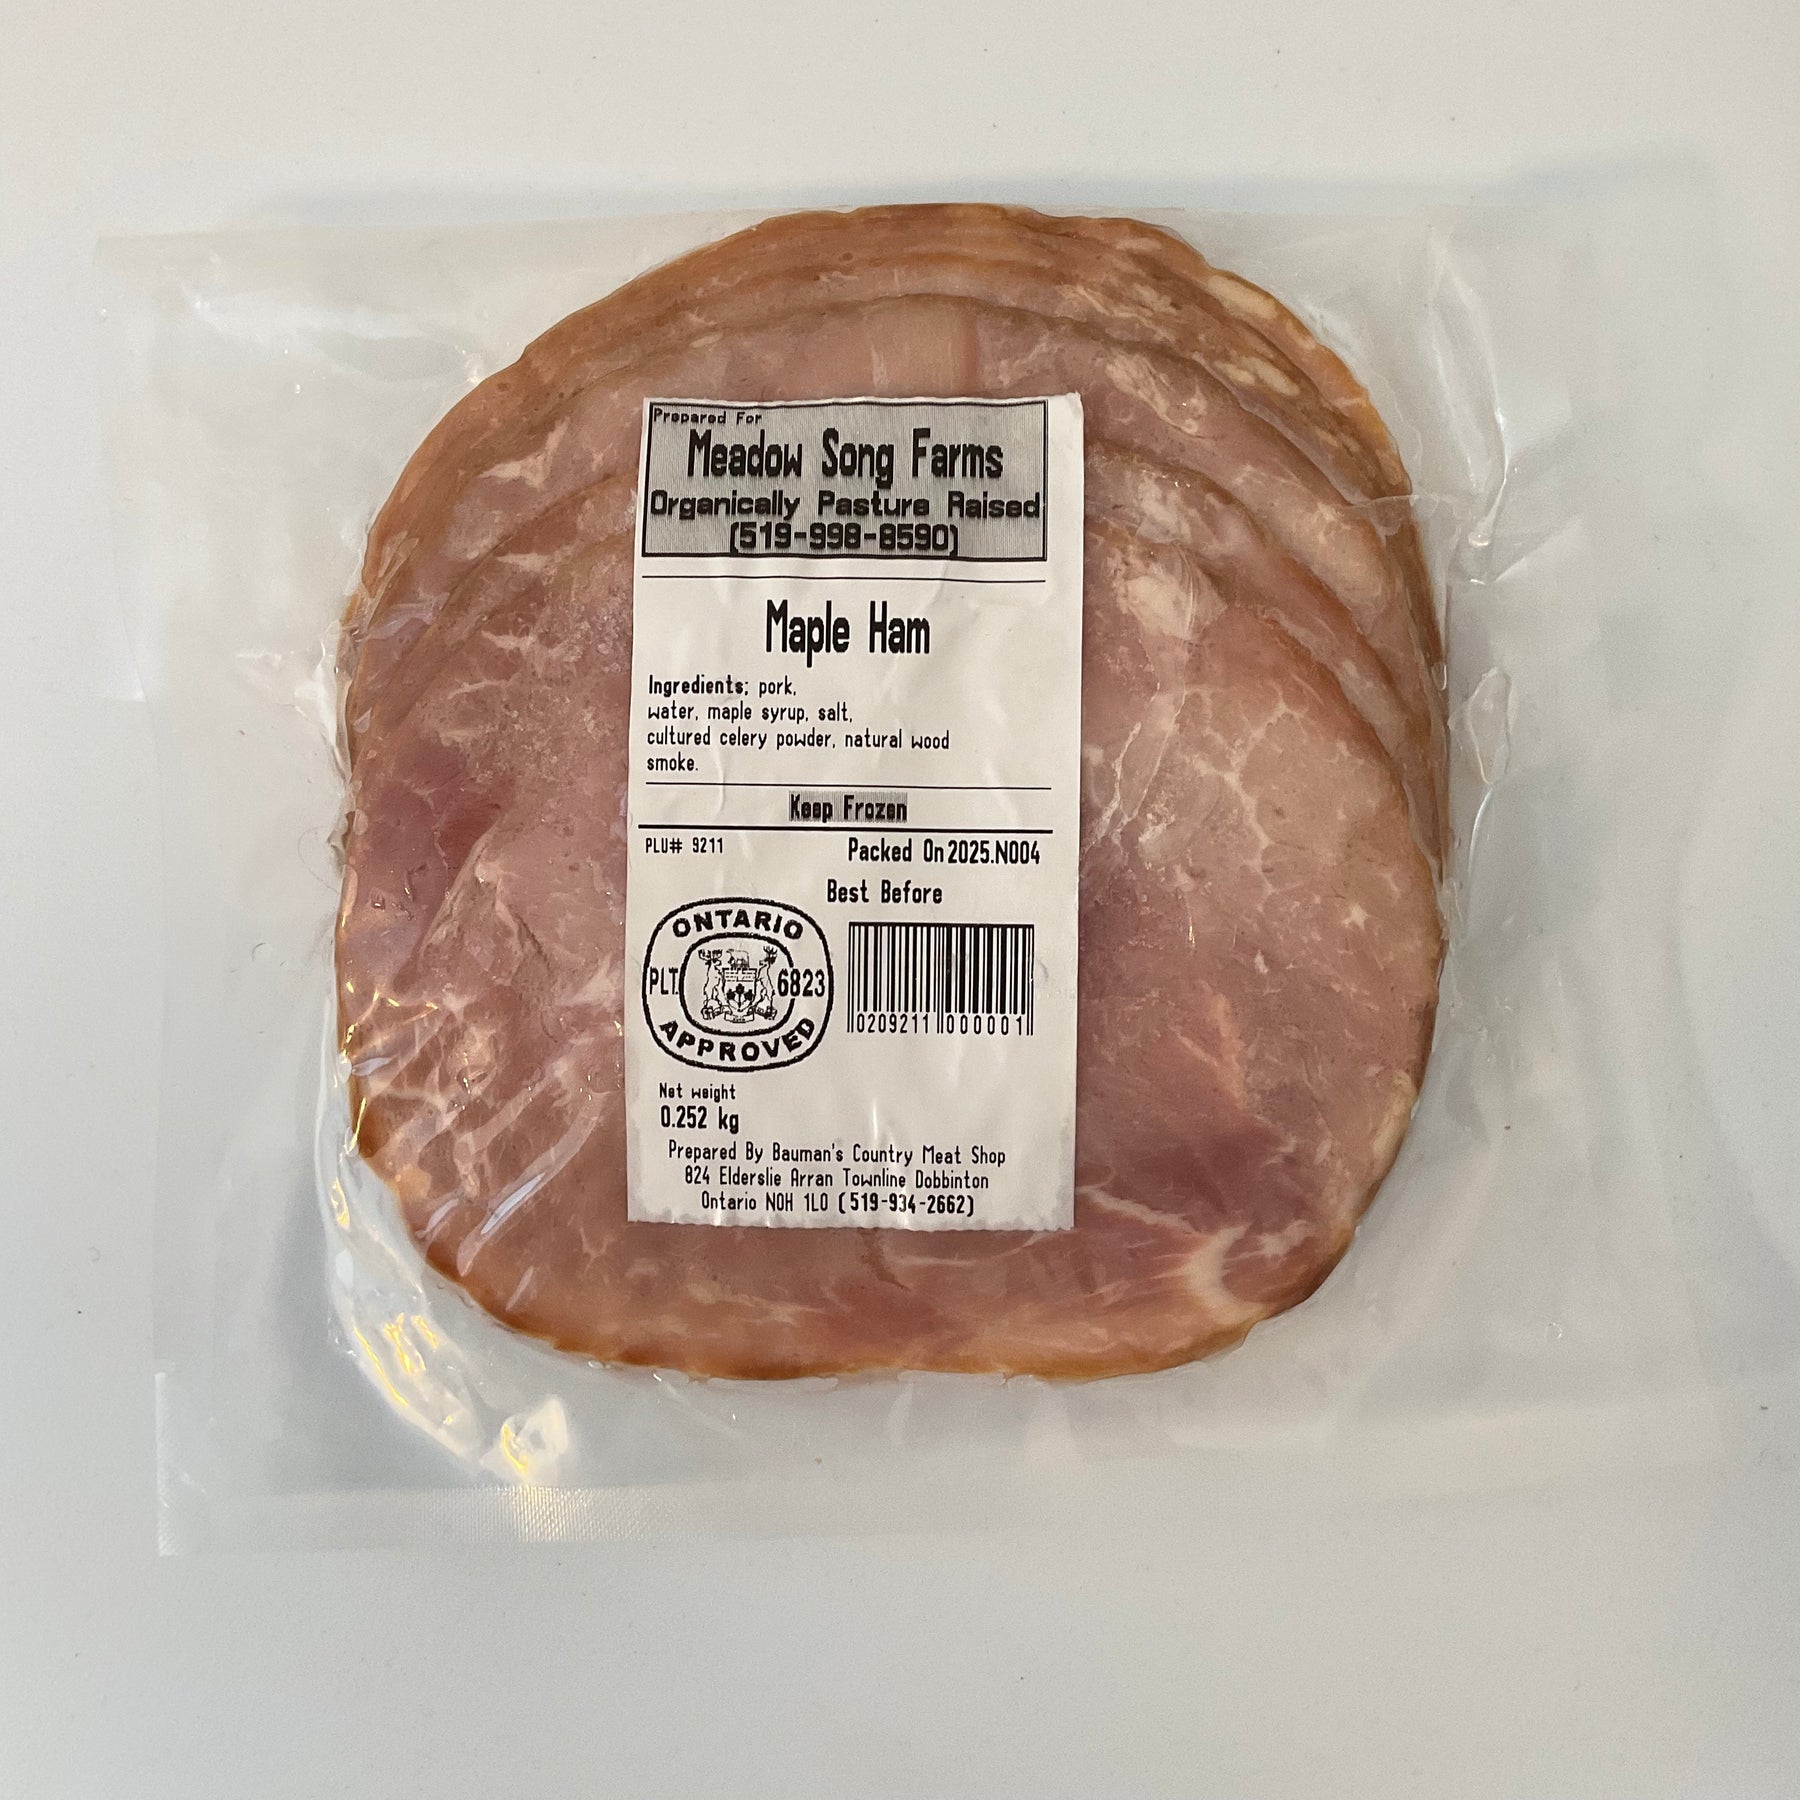 Prepared For
Meadow Song Farms
Organically Pasture Raised
(519-998-8590)
Maple Ham
Ingredients; pork,
water, maple syrup, salt,
cultured celery powder, natural wood
smoke.
Keep Frozen
PLU# 9211 Packed On 2025.NO04
Best Before
ONTARIO
PLT. 6823
APPROVED
0209211 000001
Net weight
0.252 kg
Prepared By Bauman's Country Meat Shop
824 Elderslie Arran Townline Dobbinton
Ontario N0H 1L0 (519-934-2662)